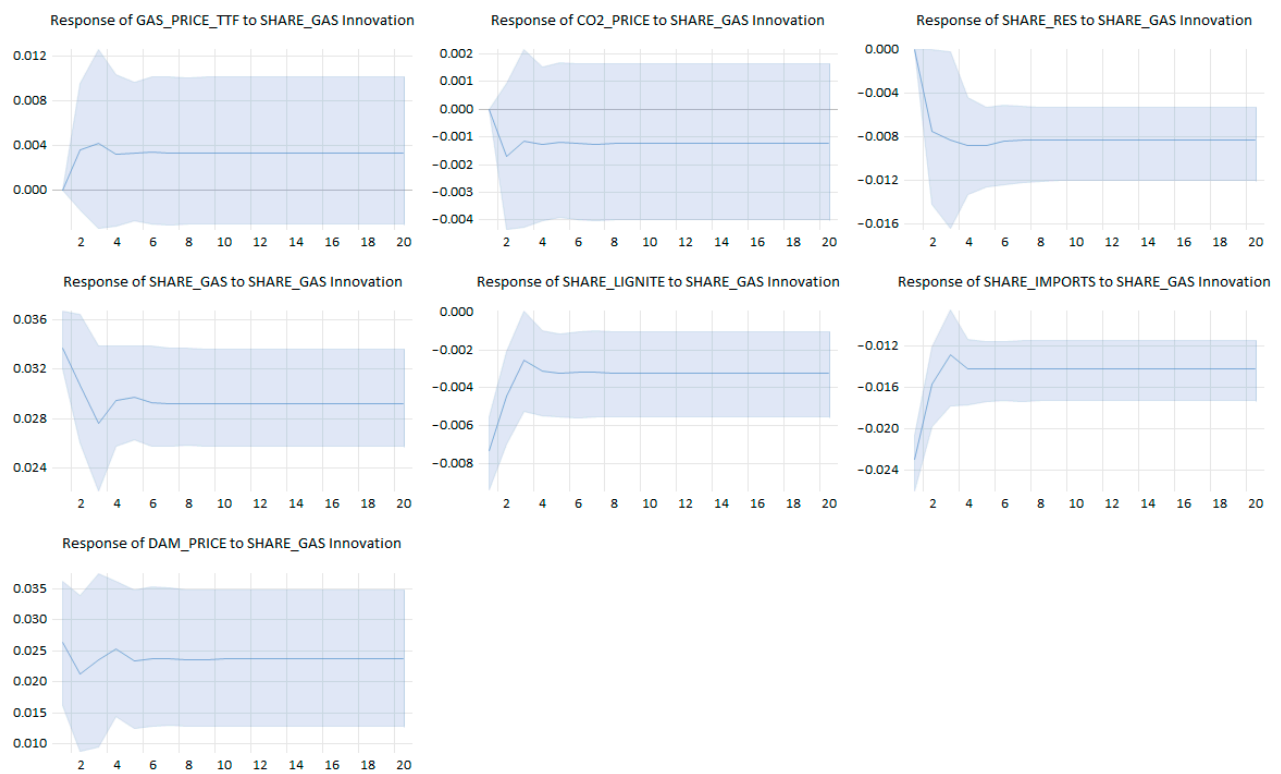 Response of GAS_PRICE_TTF to SHARE_GAS Innovation
0.012
0.008
0.004
0.000
2 4 6 8 10 12 14 16 18 20
Response of CO2_PRICE to SHARE_GAS Innovation
0.002
0.001
0.000
−0.001
−0.002
−0.003
−0.004
2 4 6 8 10 12 14 16 18 20
Response of SHARE_RES to SHARE_GAS Innovation
0.000
−0.004
−0.008
−0.012
−0.016
2 4 6 8 10 12 14 16 18 20
Response of SHARE_GAS to SHARE_GAS Innovation
0.036
0.032
0.028
0.024
2 4 6 8 10 12 14 16 18 20
Response of SHARE_LIGNITE to SHARE_GAS Innovation
0.000
−0.002
−0.004
−0.006
−0.008
2 4 6 8 10 12 14 16 18 20
Response of SHARE_IMPORTS to SHARE_GAS Innovation
−0.012
−0.016
−0.020
−0.024
2 4 6 8 10 12 14 16 18 20
Response of DAM_PRICE to SHARE_GAS Innovation
0.035
0.030
0.025
0.020
0.015
0.010
2 4 6 8 10 12 14 16 18 20